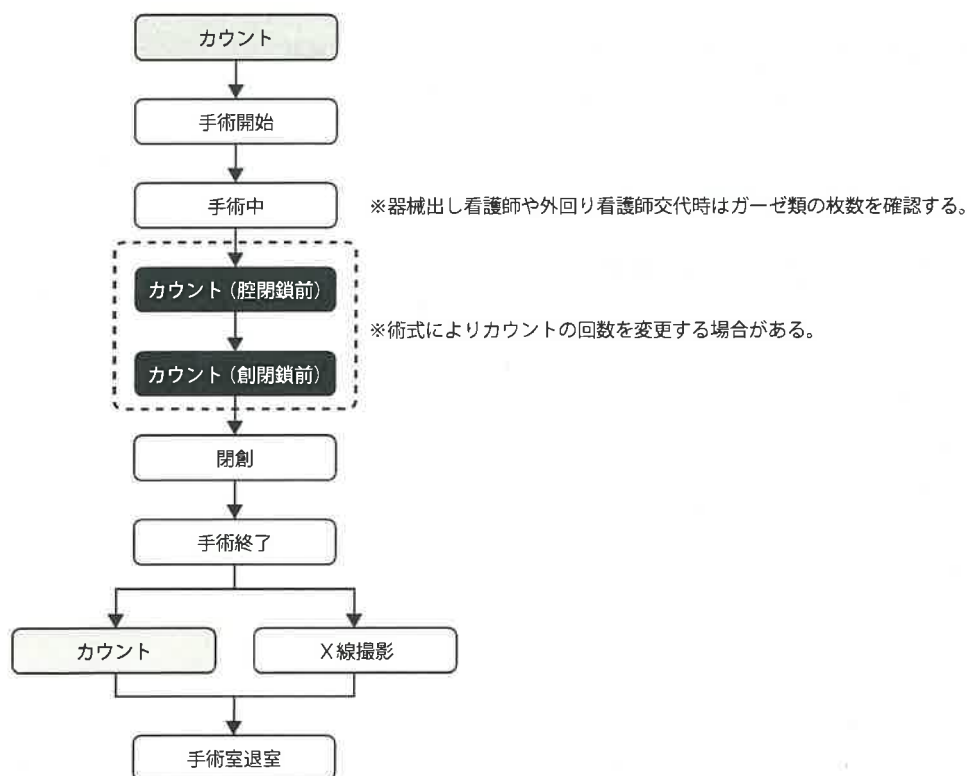 カウント
手術開始
手術中
※器械出し看護師や外回り看護師交代時はガーゼ類の枚数を確認する。
カウント(腔閉鎖前)
※術式によりカウントの回数を変更する場合がある。
カウント(創閉鎖前)
閉創
手術終了
カウント
X線撮影
手術室退室